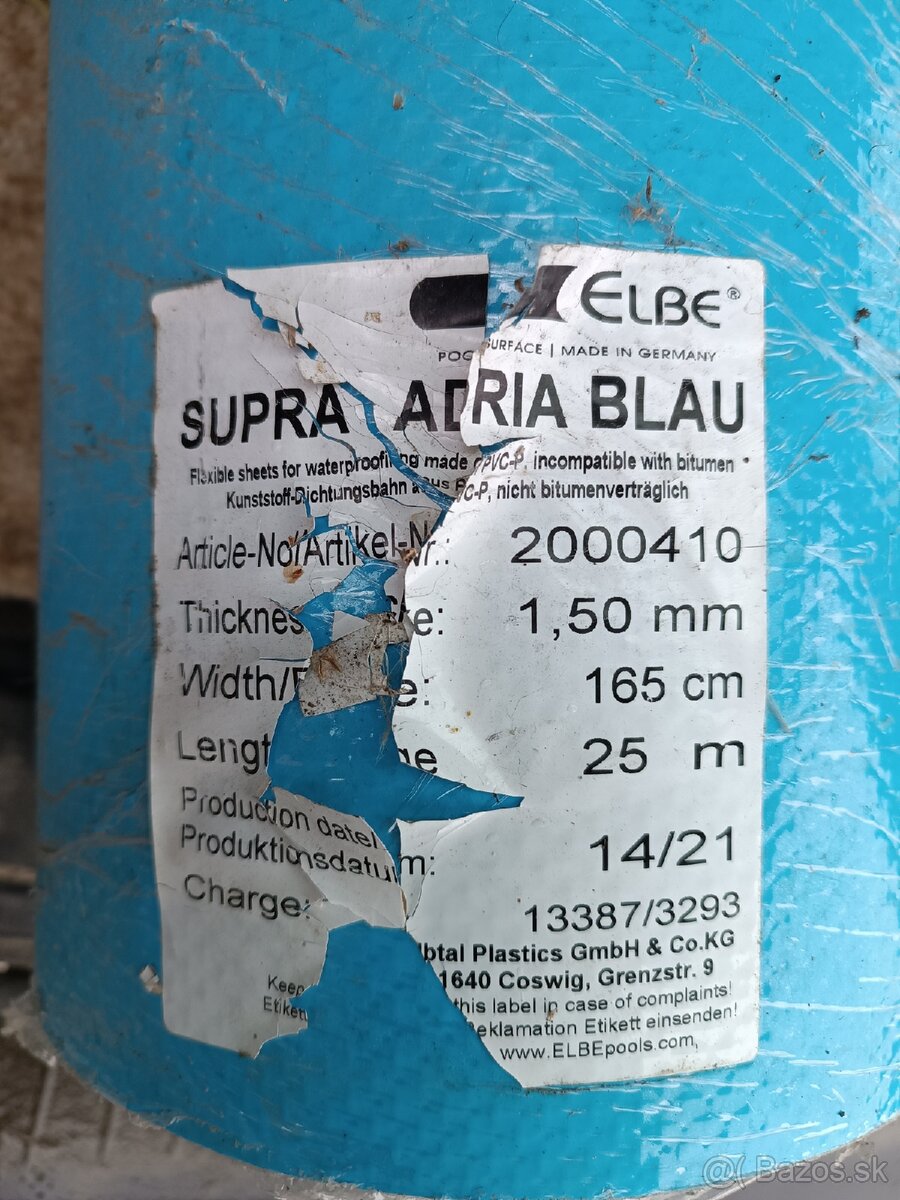 ELBE®
POO SURFACE | MADE IN GERMANY
SUPRA ADRIA BLAU
Flexible sheets for waterproofing made PVC-P, incompatible with bitumen
Kunststoff-Dichtungsbahn aus PVC-P, nicht bitumenverträglich
Article-No/Artikel-Nr.: 2000410
Thicknes ke: 1,50 mm
Width/ e: 165 cm
Lengt ge 25 m
Production date/
Produktionsdatum: 14/21
Charge: 13387/3293
lbtal Plastics GmbH & Co.KG
1640 Coswig, Grenzstr. 9
Keep this label in case of complaints!
Etikett eklamation Etikett einsenden!
www.ELBEpools.com
@ Bazos.sk